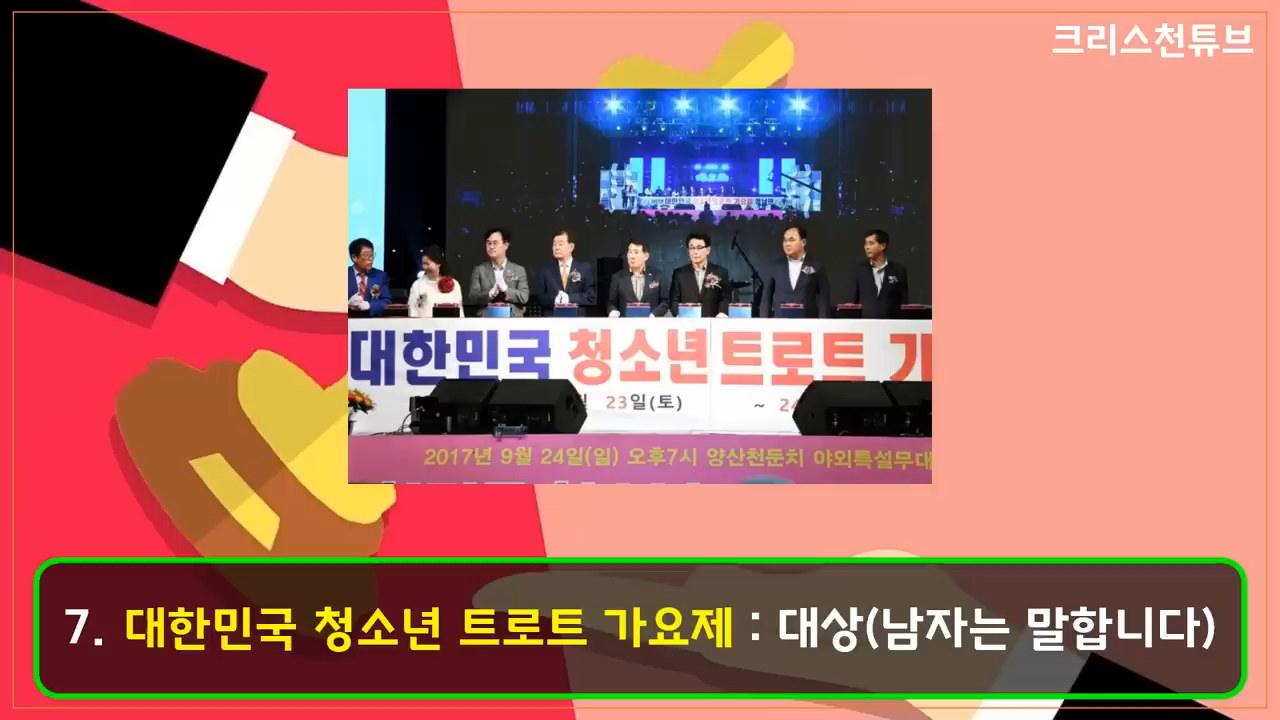 크리스천튜브
대한민국 청소년 트로트 가
23일(토) ~ 24
2017년 9월 24일(일) 오후7시 양산천둔치 야외특설무대
7. 대한민국 청소년 트로트 가요제 : 대상(남자는 말합니다)